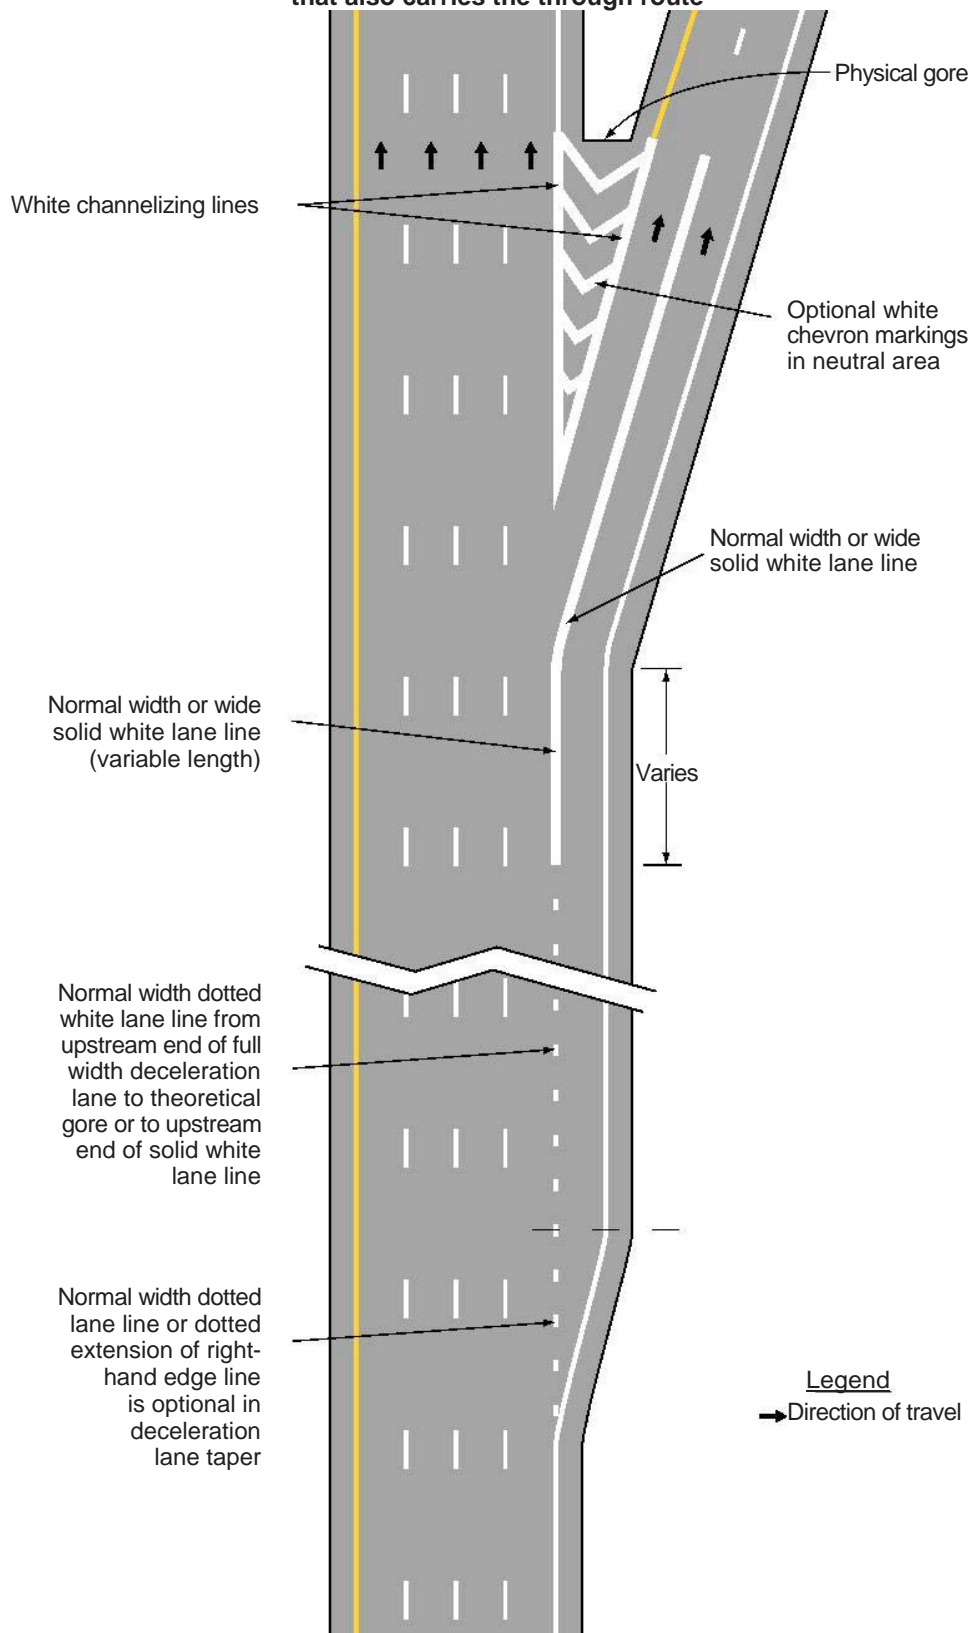 that also carries the through route
Physical gore
White channelizing lines
Optional white
chevron markings
in neutral area
Normal width or wide
solid white lane line
Normal width or wide
solid white lane line
(variable length)
Varies
Normal width dotted
white lane line from
upstream end of full
width deceleration
lane to theoretical
gore or to upstream
end of solid white
lane line
Normal width dotted
lane line or dotted
extension of right-
hand edge line
is optional in
deceleration
lane taper
Legend
Direction of travel